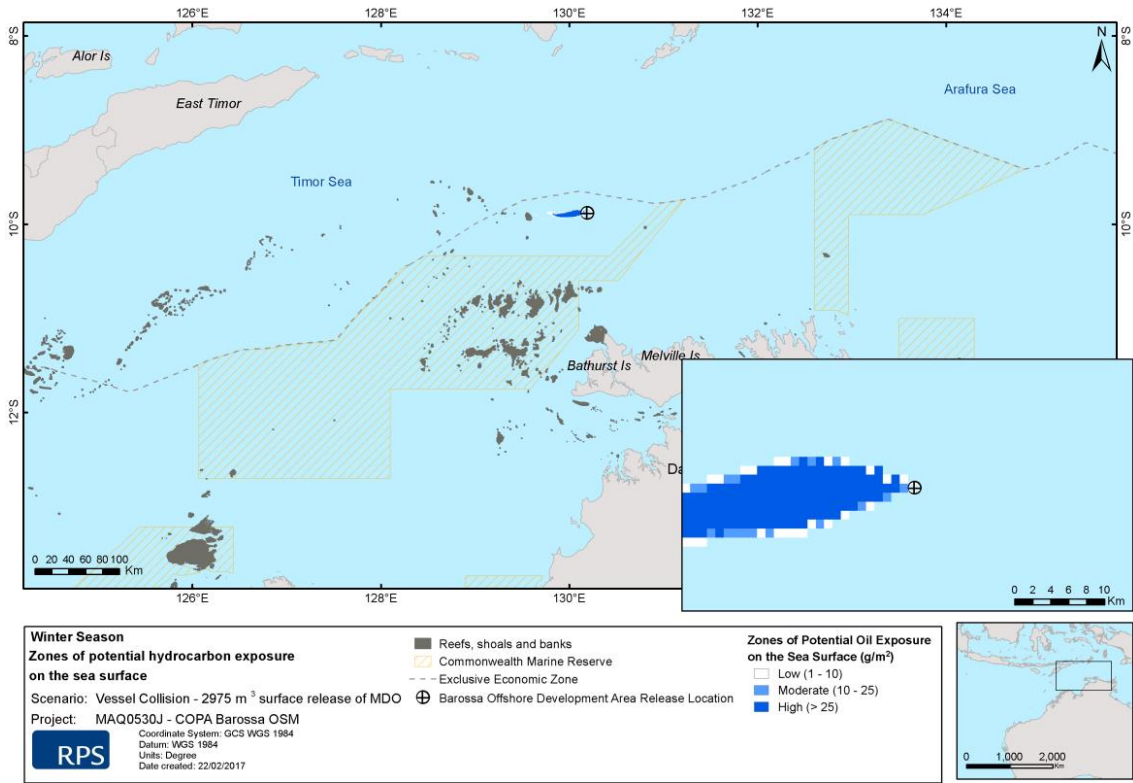 126°E 128°E 130°E 132°E 134°E
8°S 8°S
N
Alor Is
East Timor
Arafura Sea
Timor Sea
10°S 10°S
Melville Is
Bathurst Is
12°S
Da
0 20 40 60 80 100
Km
0 2 4 6 8 10
Km
126°E 128°E 130°E
Winter Season
Zones of potential hydrocarbon exposure
on the sea surface
Scenario: Vessel Collision - 2975 m ³ surface release of MDO
Project: MAQ0530J - COPA Barossa OSM
RPS
Coordinate System: GCS WGS 1984
Datum: WGS 1984
Units: Degree
Date created: 22/02/2017
Reefs, shoals and banks
Commonwealth Marine Reserve
Exclusive Economic Zone
Barossa Offshore Development Area Release Location
Zones of Potential Oil Exposure
on the Sea Surface (g/m²)
Low (1 - 10)
Moderate (10 - 25)
High (> 25)
0 1,000 2,000
Km